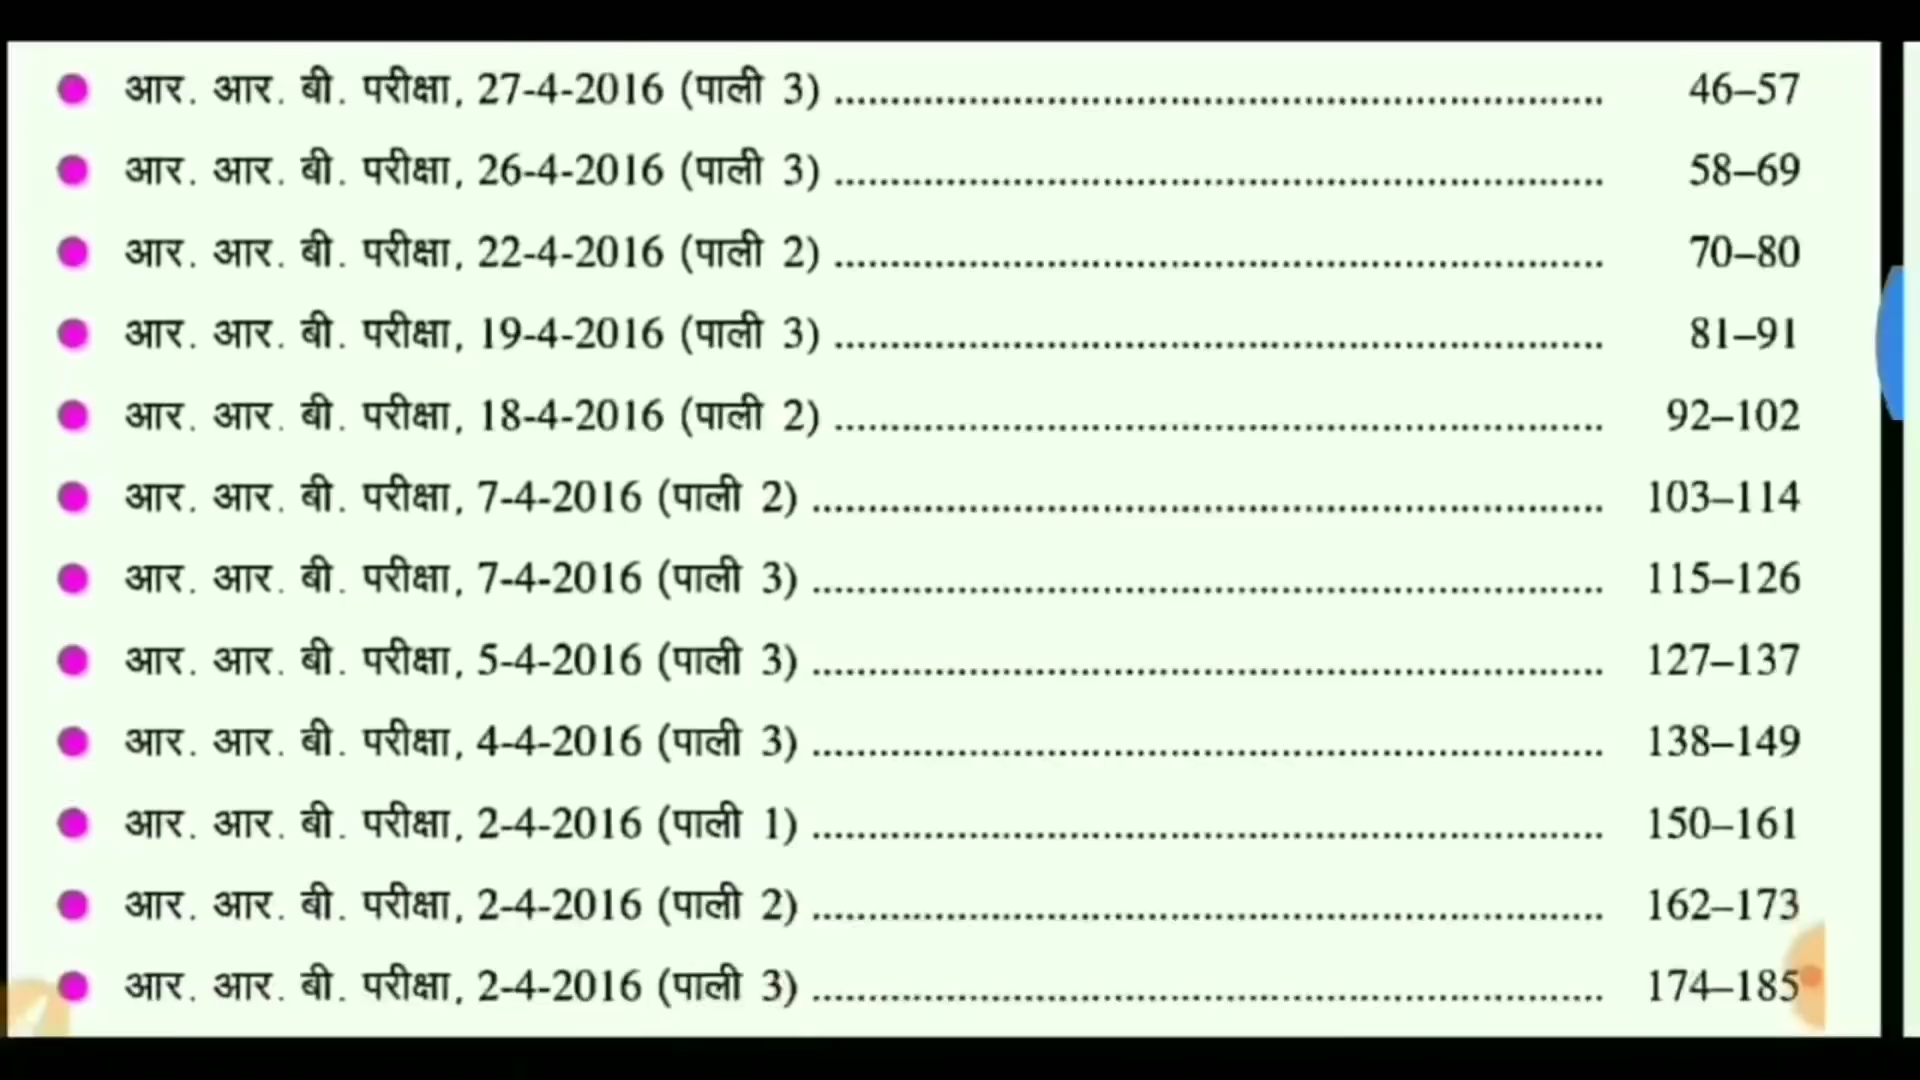 ● आर. आर. बी. परीक्षा, 27-4-2016 (पाली 3) ........................................ 46–57
● आर. आर. बी. परीक्षा, 26-4-2016 (पाली 3) ........................................ 58–69
● आर. आर. बी. परीक्षा, 22-4-2016 (पाली 2) ........................................ 70–80
● आर. आर. बी. परीक्षा, 19-4-2016 (पाली 3) ........................................ 81–91
● आर. आर. बी. परीक्षा, 18-4-2016 (पाली 2) ........................................ 92–102
● आर. आर. बी. परीक्षा, 7-4-2016 (पाली 2) ........................................ 103–114
● आर. आर. बी. परीक्षा, 7-4-2016 (पाली 3) ........................................ 115–126
● आर. आर. बी. परीक्षा, 5-4-2016 (पाली 3) ........................................ 127–137
● आर. आर. बी. परीक्षा, 4-4-2016 (पाली 3) ........................................ 138–149
● आर. आर. बी. परीक्षा, 2-4-2016 (पाली 1) ........................................ 150–161
● आर. आर. बी. परीक्षा, 2-4-2016 (पाली 2) ........................................ 162–173
● आर. आर. बी. परीक्षा, 2-4-2016 (पाली 3) ........................................ 174–185